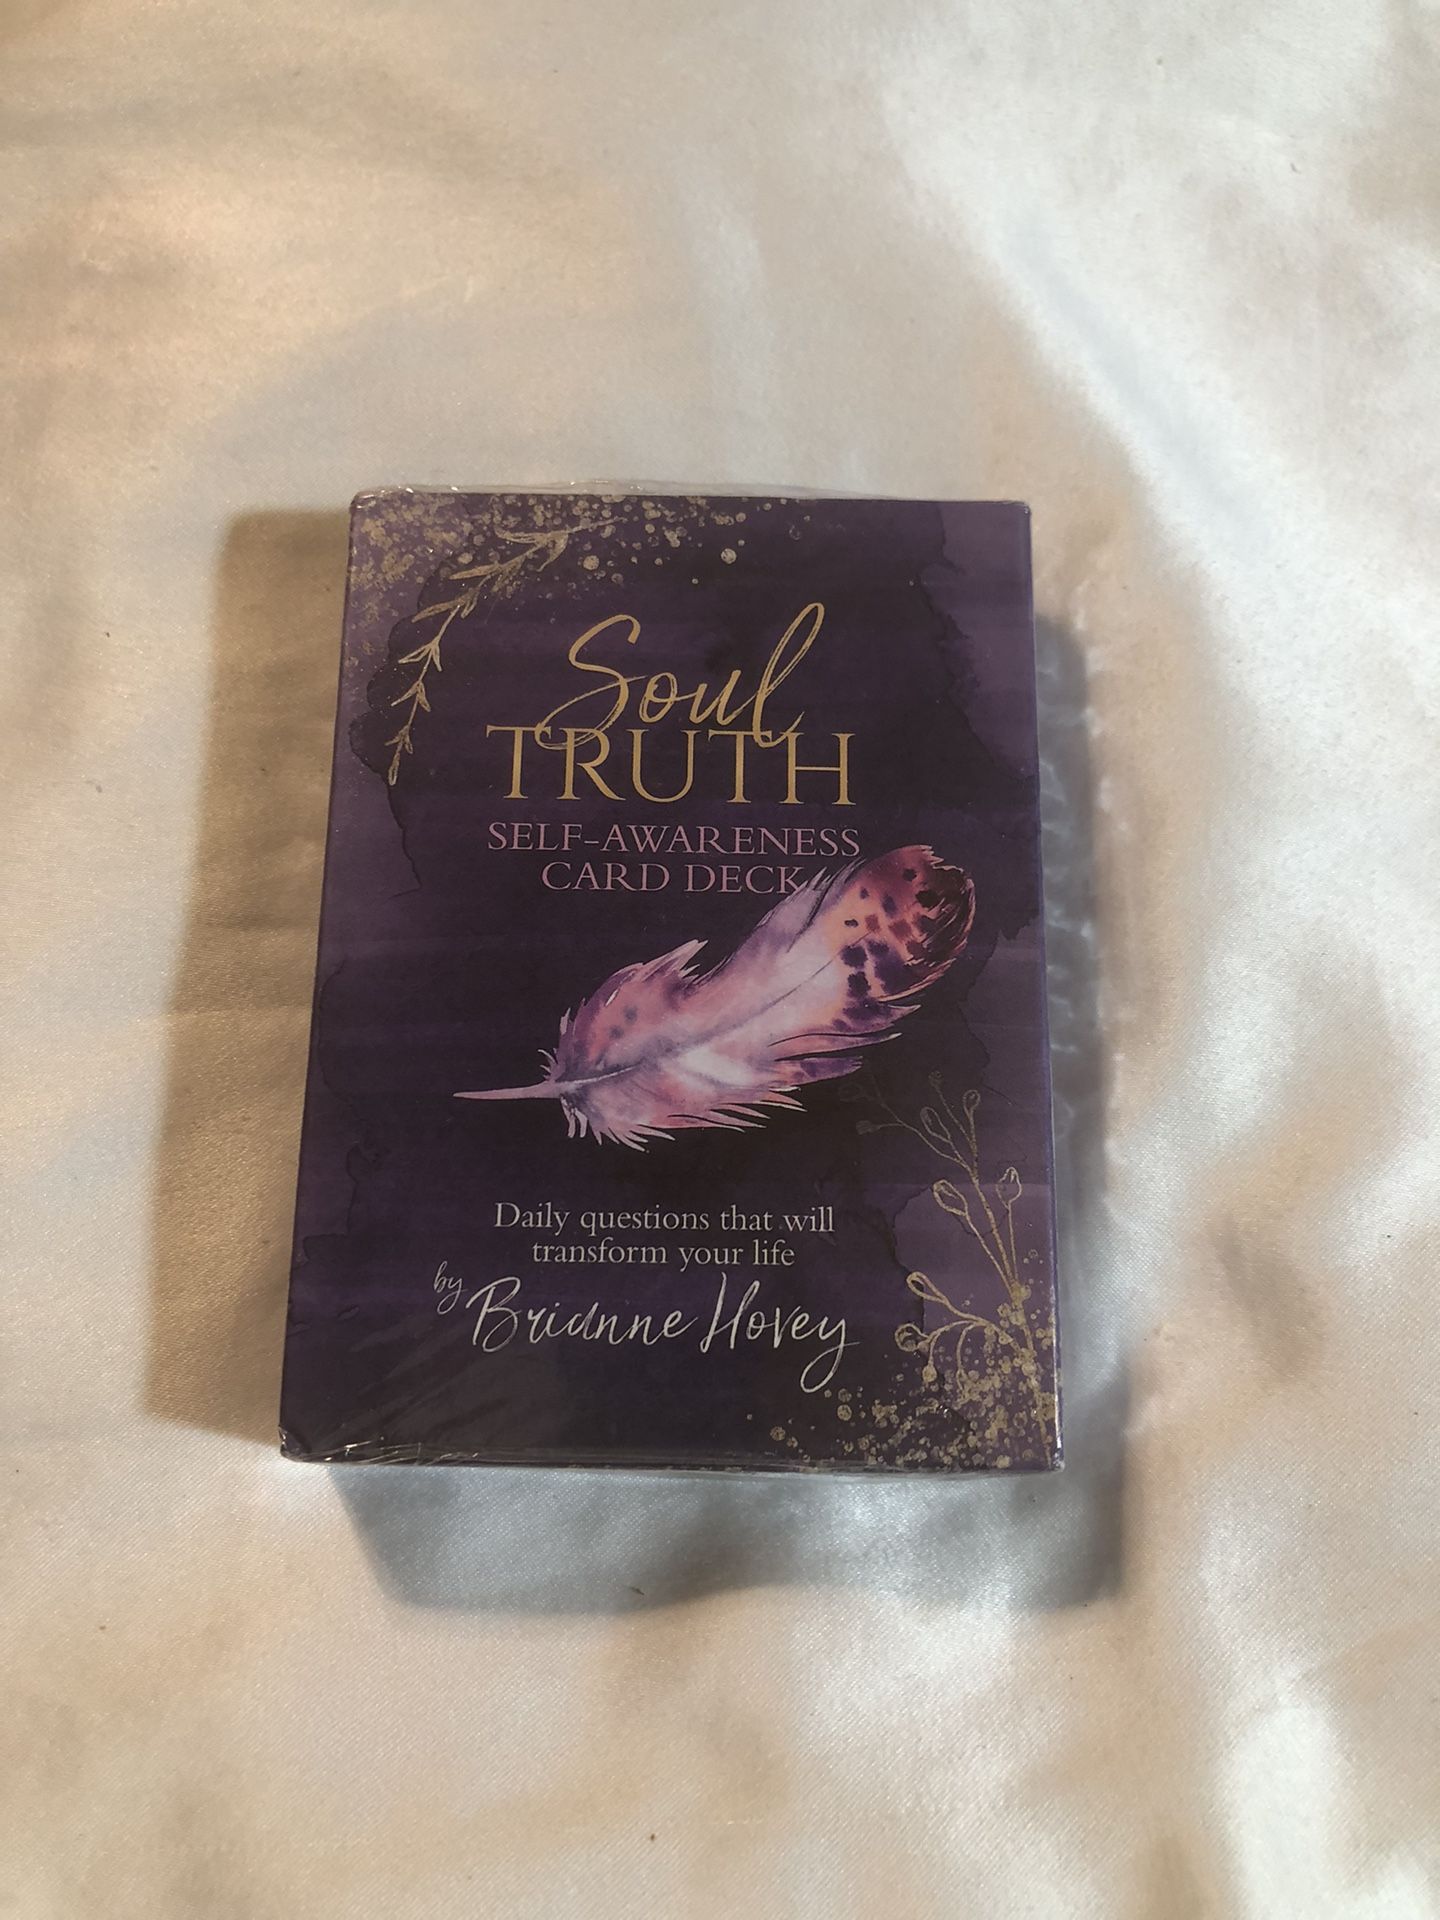 Soul
TRUTH
SELF-AWARENESS
CARD DECK
Daily questions that will
transform your life
by Brianne Hovey